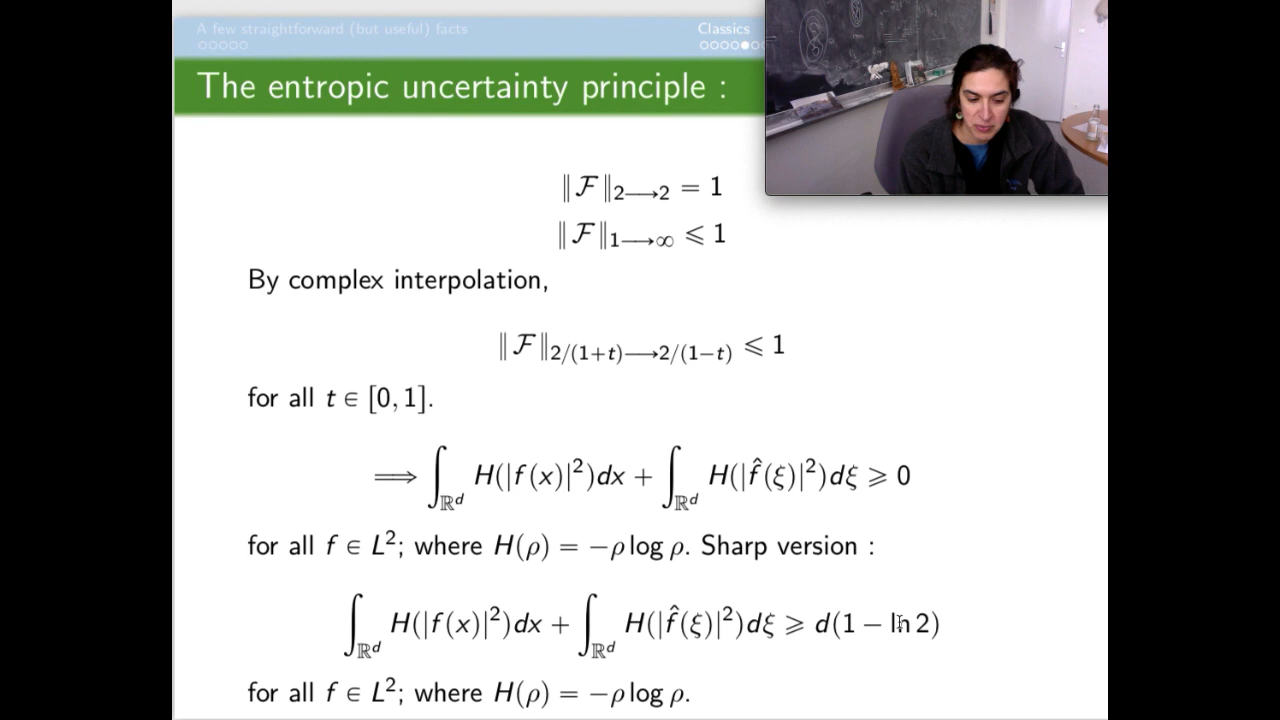 A few straightforward (but useful) facts
Classics
The entropic uncertainty principle :
‖ℱ‖₂⟶₂ = 1
‖ℱ‖₁⟶∞ ⩽ 1
By complex interpolation,
‖ℱ‖_{2/(1+t)⟶2/(1−t)} ⩽ 1
for all t ∈ [0, 1].
⟹ ∫_{ℝ^d} H(|f(x)|²)dx + ∫_{ℝ^d} H(|f̂(ξ)|²)dξ ⩾ 0
for all f ∈ L²; where H(ρ) = −ρ log ρ. Sharp version :
∫_{ℝ^d} H(|f(x)|²)dx + ∫_{ℝ^d} H(|f̂(ξ)|²)dξ ⩾ d(1 − ln 2)
for all f ∈ L²; where H(ρ) = −ρ log ρ.